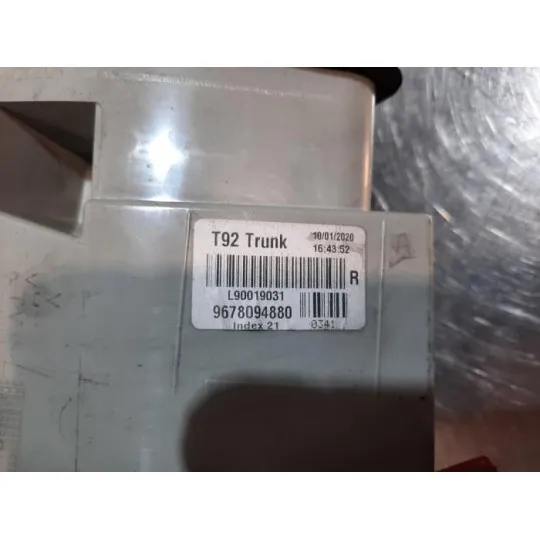 T92 Trunk 10/01/2020
16:43:52
R
L90019031
9678094880
Index 21 0341
A